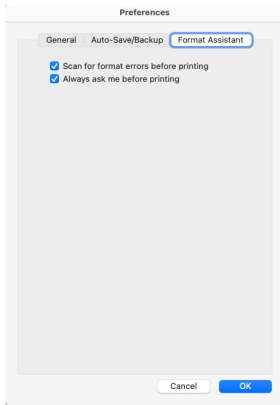 Preferences
General Auto-Save/Backup Format Assistant
Scan for format errors before printing
Always ask me before printing
Cancel OK